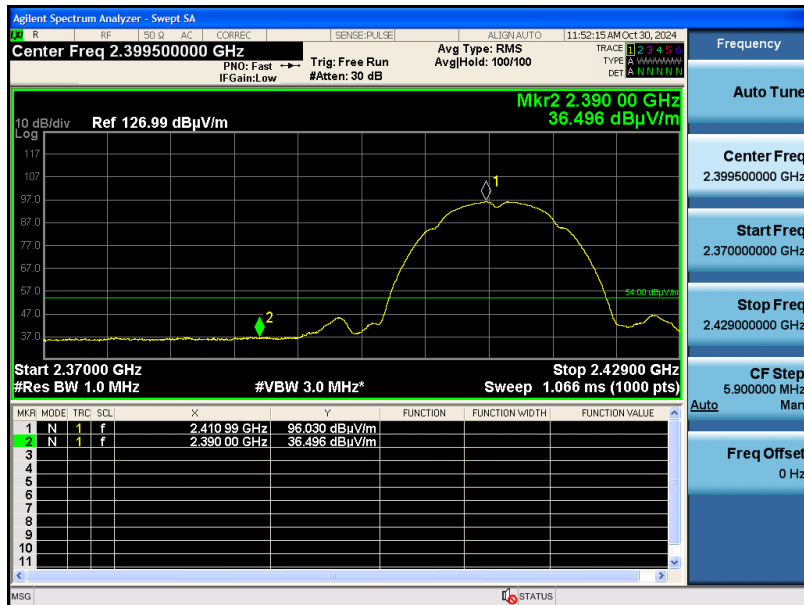 Agilent Spectrum Analyzer - Swept SA
LXI R RF 50 Ω AC CORREC SENSE:PULSE ALIGN AUTO 11:52:15 AM Oct 30, 2024
Center Freq 2.399500000 GHz
PNO: Fast
IFGain:Low
Trig: Free Run
#Atten: 30 dB
Avg Type: RMS
Avg|Hold: 100/100
TRACE 1 2 3 4 5 6
TYPE A WWWWW
DET A N N N N N
Mkr2 2.390 00 GHz
36.496 dBµV/m
10 dB/div
Log
Ref 126.99 dBµV/m
117
107
97.0
87.0
77.0
67.0
57.0
47.0
37.0
1
2
54.00 dBµV/m
Start 2.37000 GHz Stop 2.42900 GHz
#Res BW 1.0 MHz #VBW 3.0 MHz* Sweep 1.066 ms (1000 pts)
MKR MODE TRC SCL X Y FUNCTION FUNCTION WIDTH FUNCTION VALUE
1 N 1 f 2.410 99 GHz 96.030 dBµV/m
2 N 1 f 2.390 00 GHz 36.496 dBµV/m
3
4
5
6
7
8
9
10
11
MSG STATUS
Frequency
Auto Tune
Center Freq
2.399500000 GHz
Start Freq
2.370000000 GHz
Stop Freq
2.429000000 GHz
CF Step
5.900000 MHz
Auto Man
Freq Offset
0 Hz